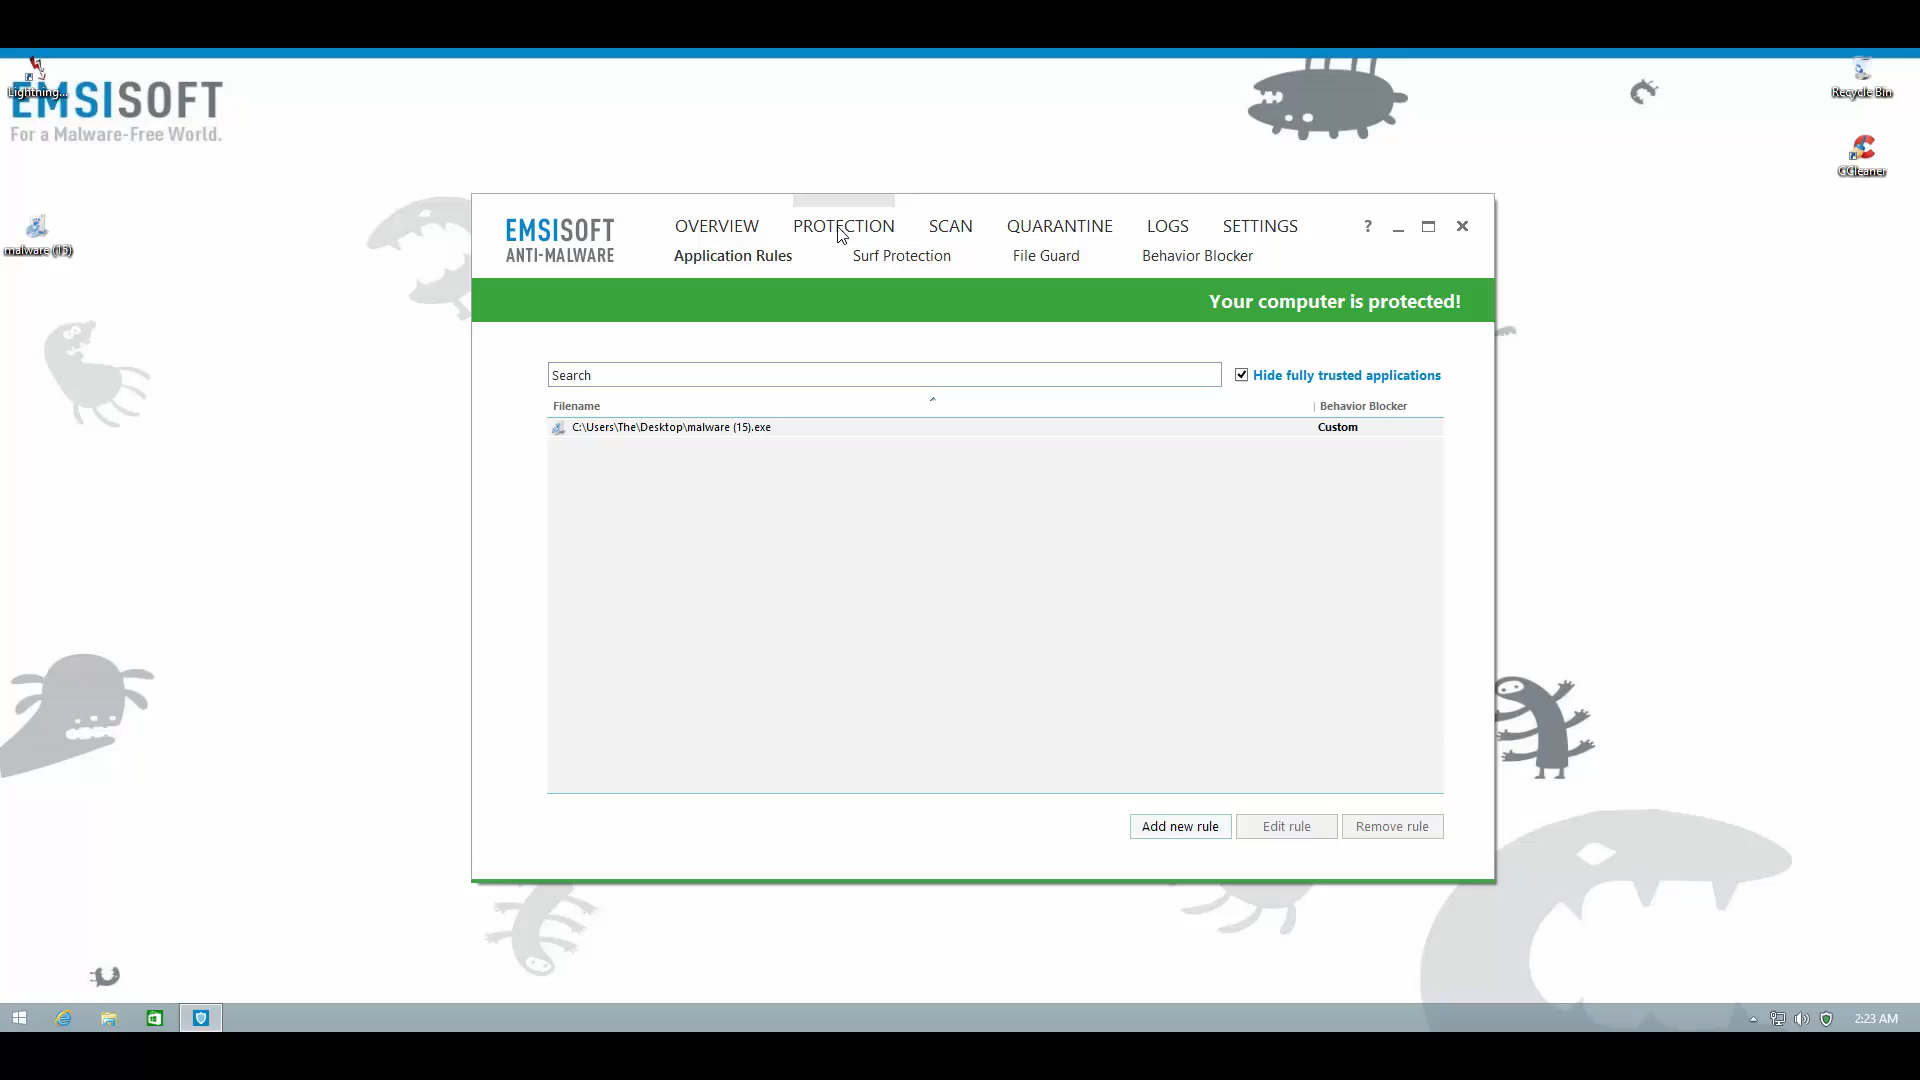 Lightning...
EMSISOFT
For a Malware-Free World.
malware (15)
Recycle Bin
CCleaner
EMSISOFT
ANTI-MALWARE
OVERVIEW PROTECTION SCAN QUARANTINE LOGS SETTINGS ?
Application Rules Surf Protection File Guard Behavior Blocker
Your computer is protected!
Search Hide fully trusted applications
Filename Behavior Blocker
C:\Users\The\Desktop\malware (15).exe Custom
Add new rule Edit rule Remove rule
2:23 AM